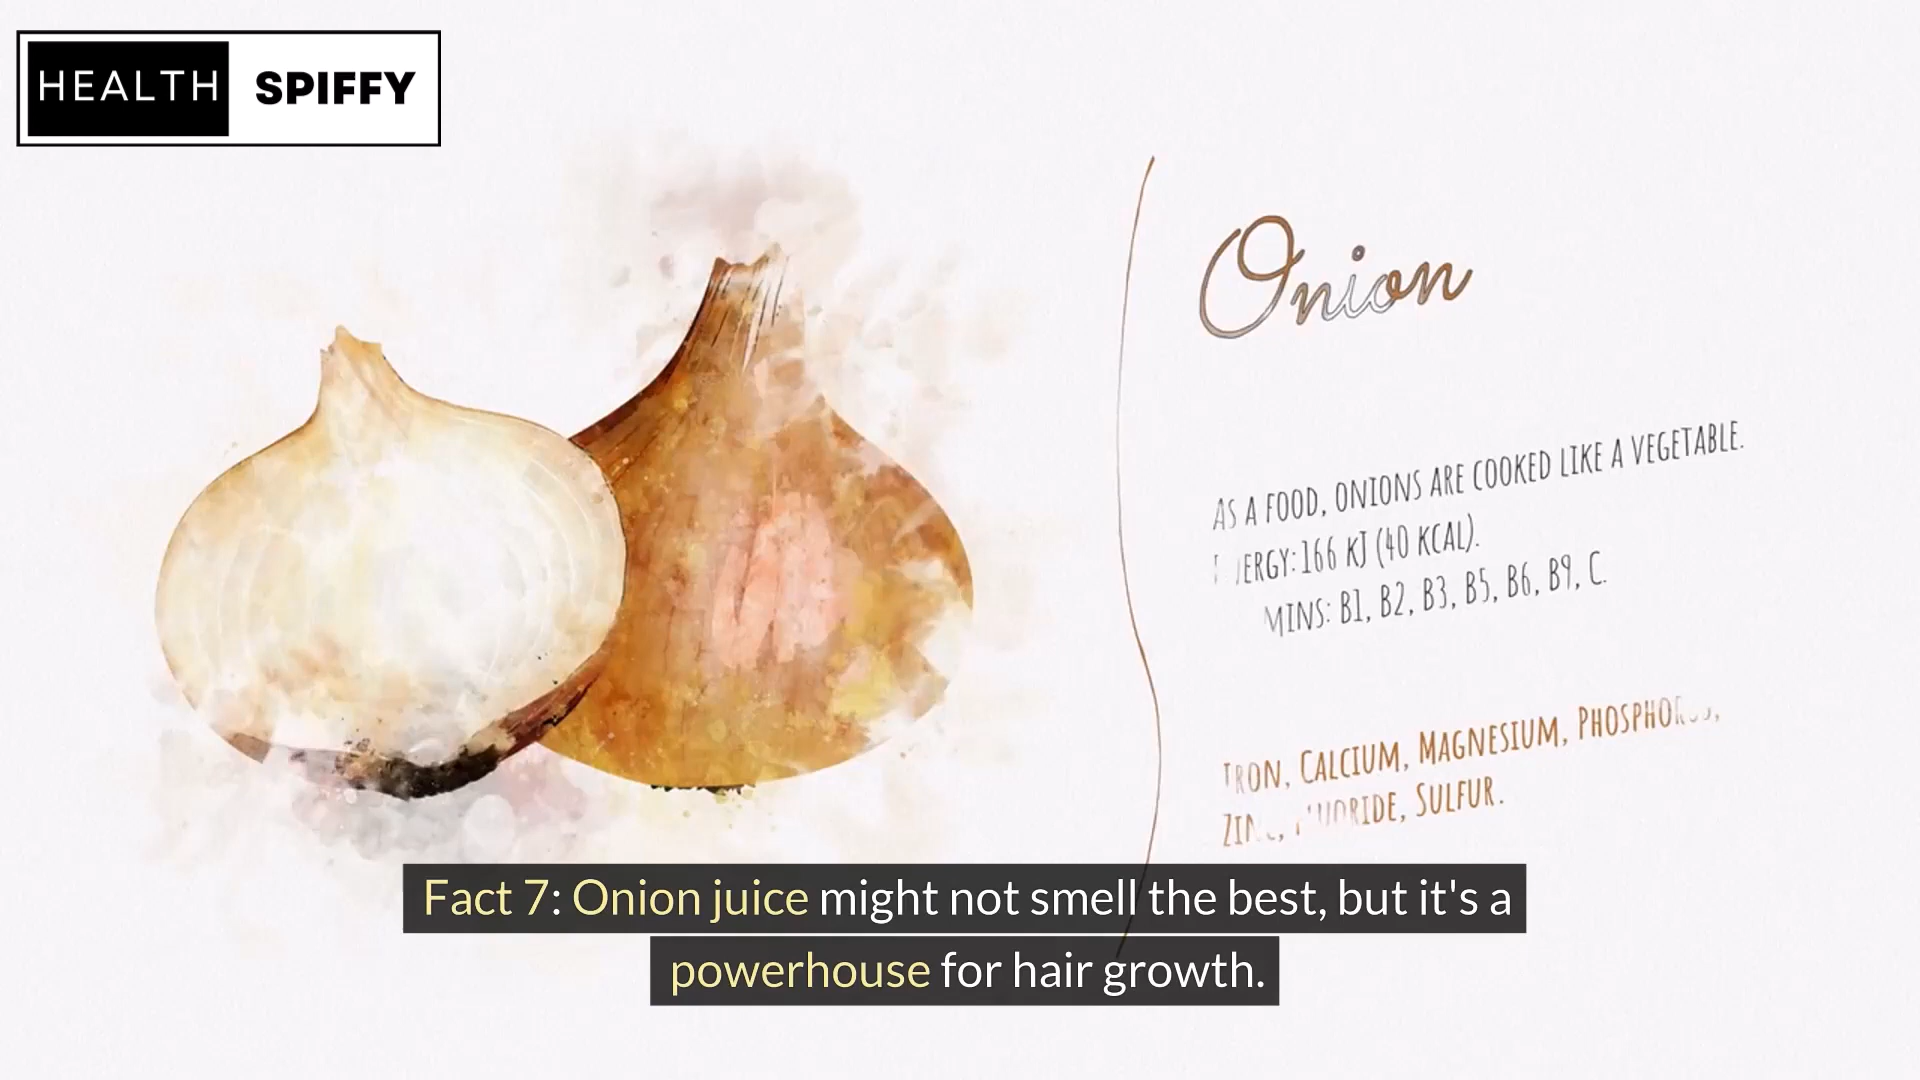 HEALTH SPIFFY
Onion
AS A FOOD, ONIONS ARE COOKED LIKE A VEGETABLE.
166 KJ (40 KCAL).
B1, B2, B3, B5, B6, B9, C.
IRON, CALCIUM, MAGNESIUM,
SULFUR.
Fact 7: Onion juice might not smell the best, but it's a
powerhouse for hair growth.